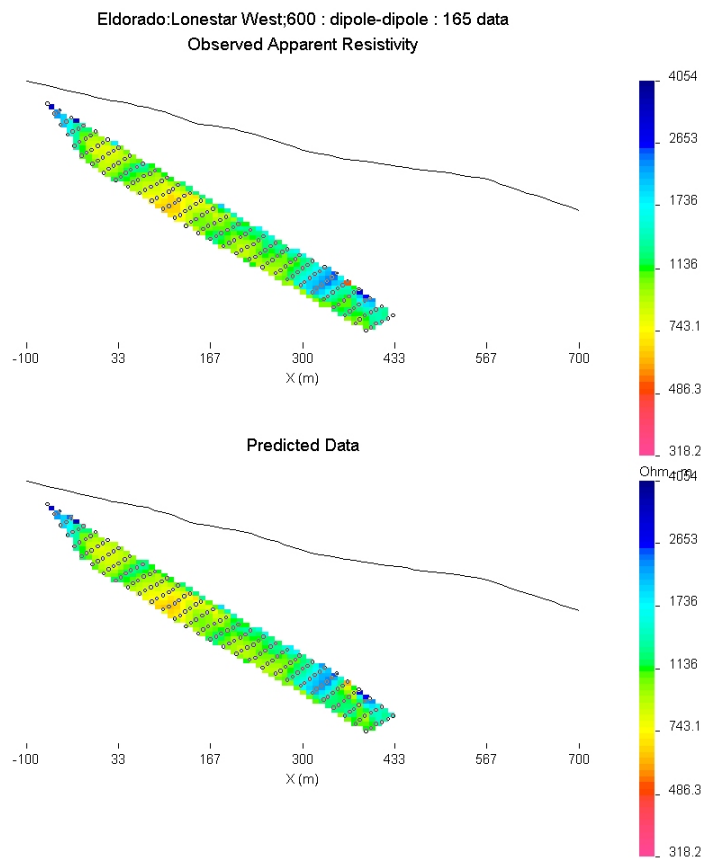 Eldorado:Lonestar West;600 : dipole-dipole : 165 data
Observed Apparent Resistivity
4054
2653
1736
1136
743.1
486.3
318.2
Ohm-m
-100 33 167 300 433 567 700
X (m)
Predicted Data
4054
2653
1736
1136
743.1
486.3
318.2
-100 33 167 300 433 567 700
X (m)